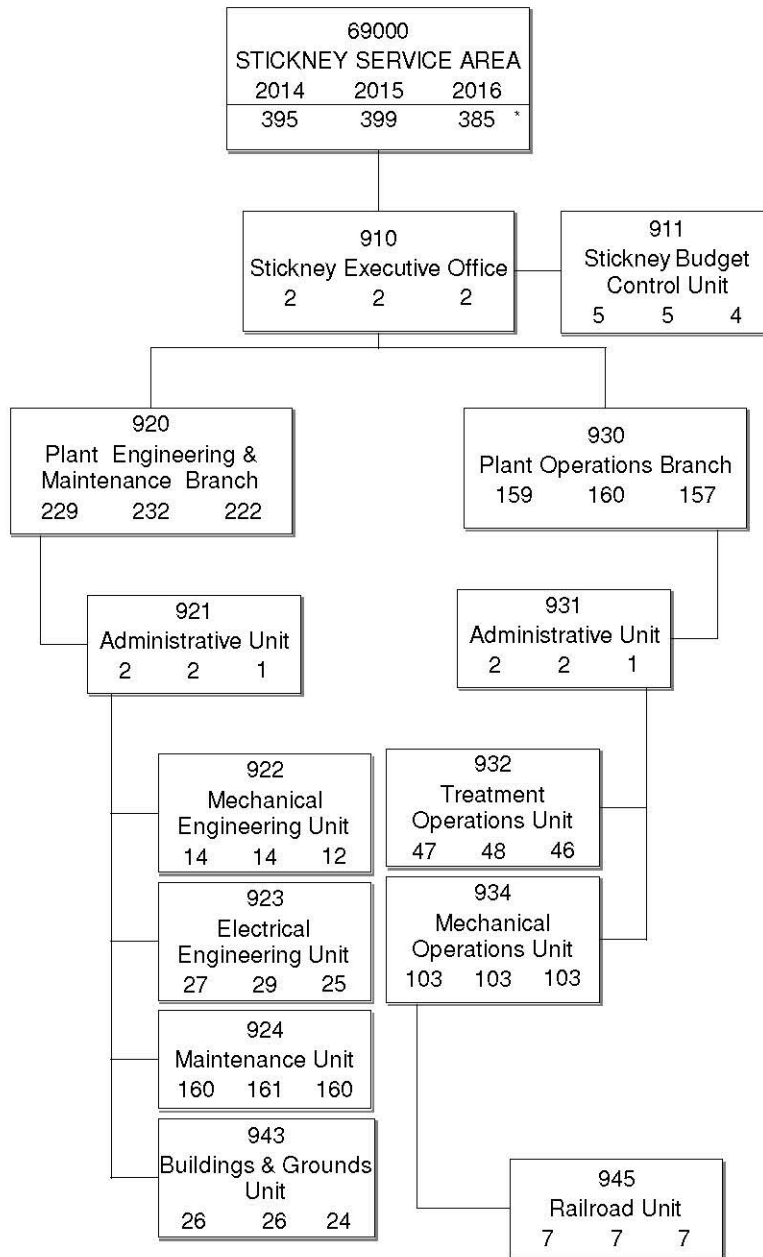 69000
STICKNEY SERVICE AREA
2014 2015 2016
395 399 385 *
910
Stickney Executive Office
2 2 2
911
Stickney Budget
Control Unit
5 5 4
920
Plant Engineering &
Maintenance Branch
229 232 222
930
Plant Operations Branch
159 160 157
921
Administrative Unit
2 2 1
931
Administrative Unit
2 2 1
922
Mechanical
Engineering Unit
14 14 12
932
Treatment
Operations Unit
47 48 46
923
Electrical
Engineering Unit
27 29 25
934
Mechanical
Operations Unit
103 103 103
924
Maintenance Unit
160 161 160
943
Buildings & Grounds
Unit
26 26 24
945
Railroad Unit
7 7 7